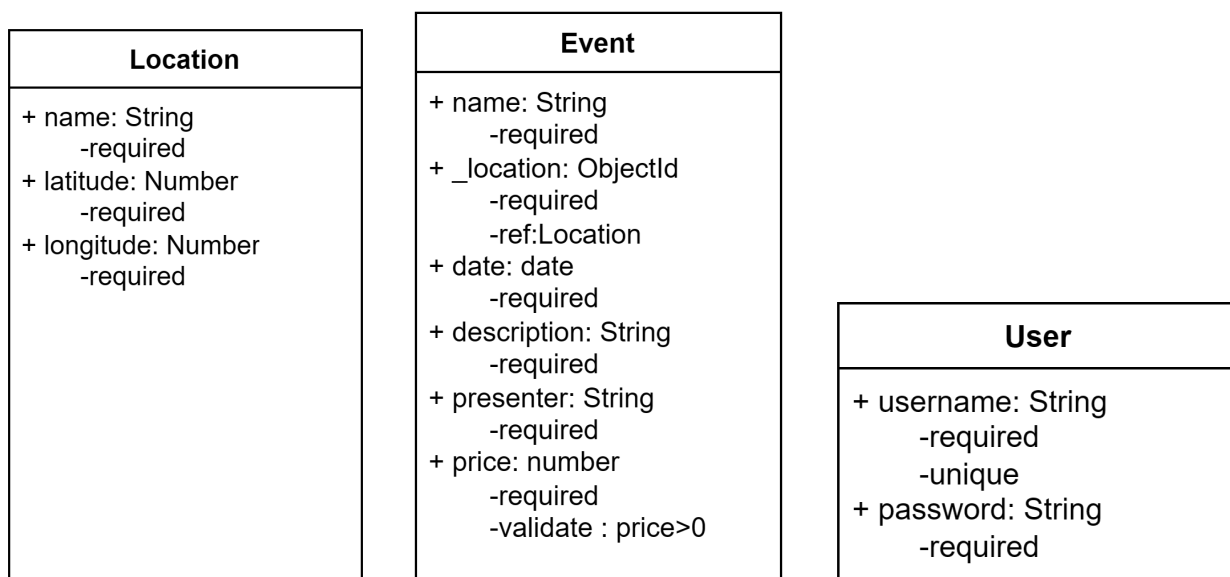 Location
+ name: String
-required
+ latitude: Number
-required
+ longitude: Number
-required
Event
+ name: String
-required
+ _location: ObjectId
-required
-ref:Location
+ date: date
-required
+ description: String
-required
+ presenter: String
-required
+ price: number
-required
-validate : price>0
User
+ username: String
-required
-unique
+ password: String
-required